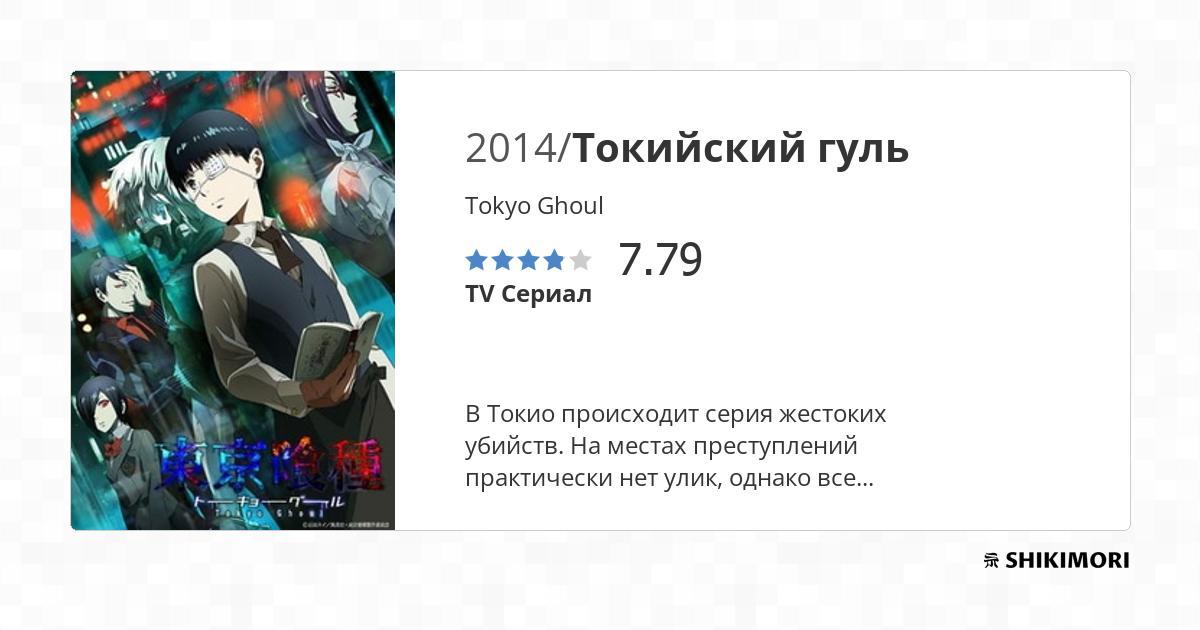 2014/Токийский гуль
Tokyo Ghoul
7.79
TV Сериал
В Токио происходит серия жестоких
убийств. На местах преступлений
практически нет улик, однако все...
東京喰種
トーキョーグール
Tokyo Ghoul
SHIKIMORI